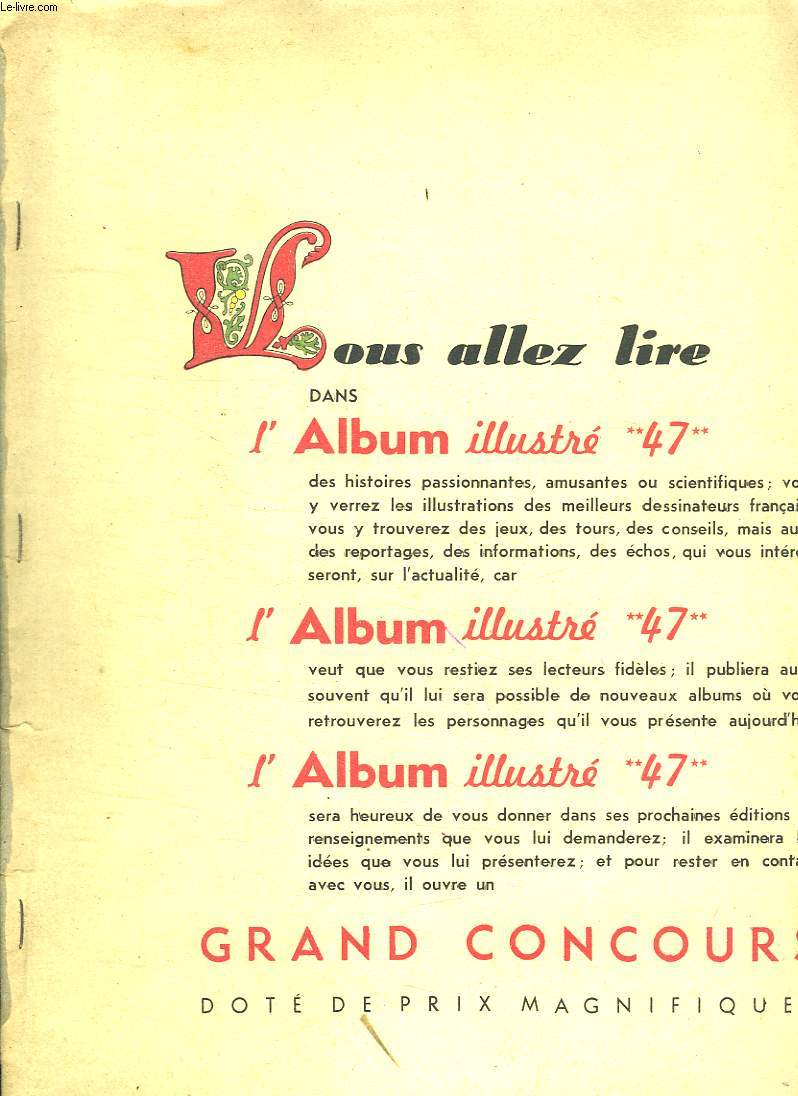 Le-livre.com
Vous allez lire
DANS
l' Album illustré "47"
des histoires passionnantes, amusantes ou scientifiques; vo
y verrez les illustrations des meilleurs dessinateurs françai
vous y trouverez des jeux, des tours, des conseils, mais au
des reportages, des informations, des échos, qui vous intére
seront, sur l'actualité, car
l' Album illustré "47"
veut que vous restiez ses lecteurs fidèles; il publiera au
souvent qu'il lui sera possible de nouveaux albums où vo
retrouverez les personnages qu'il vous présente aujourd'h
l' Album illustré "47"
sera heureux de vous donner dans ses prochaines éditions
renseignements que vous lui demanderez; il examinera
idées que vous lui présenterez; et pour rester en conta
avec vous, il ouvre un
GRAND CONCOURS
DOTÉ DE PRIX MAGNIFIQUE